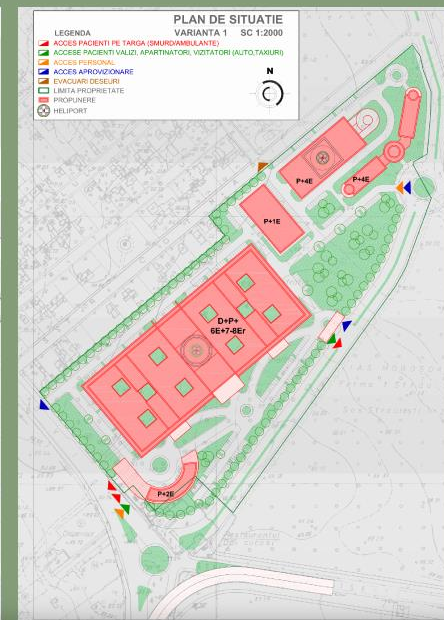 PLAN DE SITUATIE
LEGENDA
VARIANTA 1 SC 1:2000
ACCES PACIENTI PE TARGA (SMURD/AMBULANTE)
ACCESE PACIENTI VALIZI, APARTINATORI, VIZITATORI (AUTO,TAXIURI)
ACCES PERSONAL
ACCES APROVIZIONARE
EVACUARI DESEURI
LIMITA PROPRIETATE
PROPUNERE
HELIPORT
N
P+4E
P+4E
P+1E
D+P+
6E+7-8Er
P+2E